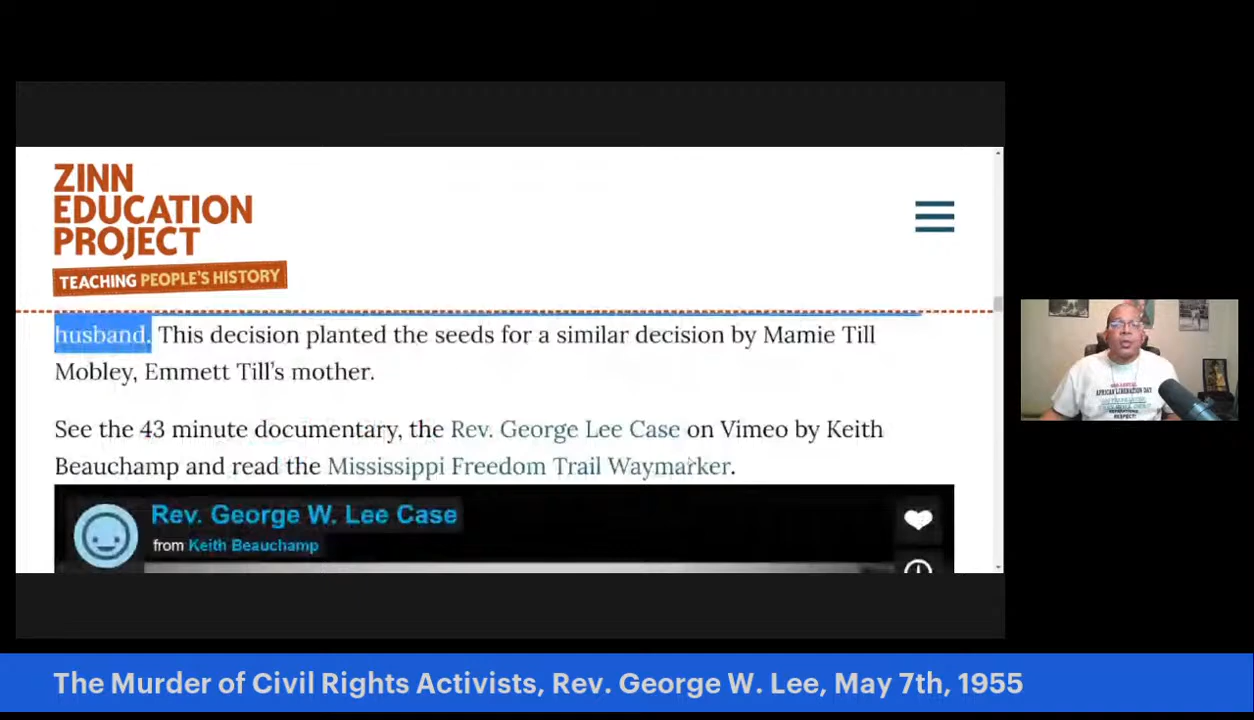 ZINN
EDUCATION
PROJECT
TEACHING PEOPLE'S HISTORY
husband. This decision planted the seeds for a similar decision by Mamie Till
Mobley, Emmett Till's mother.
See the 43 minute documentary, the Rev. George Lee Case on Vimeo by Keith
Beauchamp and read the Mississippi Freedom Trail Waymarker.
Rev. George W. Lee Case
from Keith Beauchamp
AFRICAN LIBERATION DAY
The Murder of Civil Rights Activists, Rev. George W. Lee, May 7th, 1955